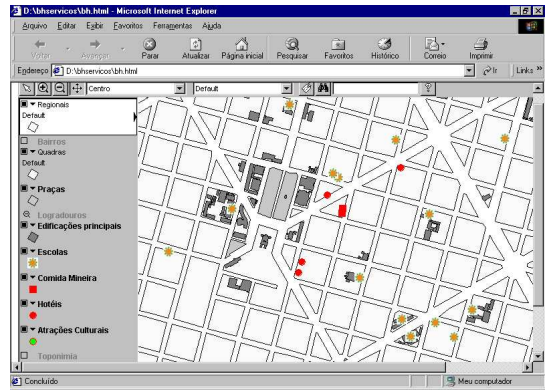 D:\bhservicos\bh.html - Microsoft Internet Explorer
Arquivo Editar Exibir Favoritos Ferramentas Ajuda
Voltar Avançar Parar Atualizar Página inicial Pesquisar Favoritos Histórico Correio Imprimir
Endereço D:\bhservicos\bh.html Ir Links »
Centro Default
Regionais
Default
Bairros
Quadras
Default
Praças
Logradouros
Edificações principais
Escolas
Comida Mineira
Hotéis
Atrações Culturais
Toponímia
Concluído Meu computador